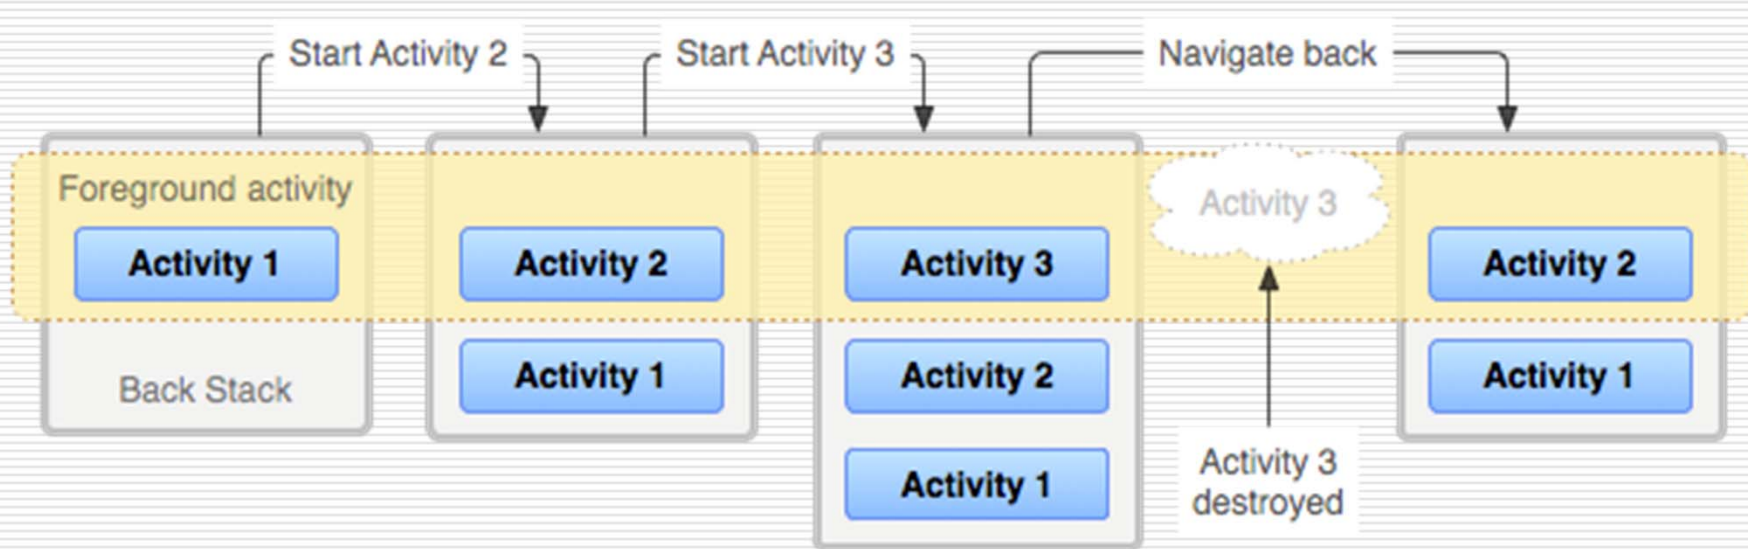 Start Activity 2
Start Activity 3
Navigate back
Foreground activity
Activity 3
Activity 1
Activity 2
Activity 3
Activity 2
Back Stack
Activity 1
Activity 2
Activity 1
Activity 1
Activity 3
destroyed